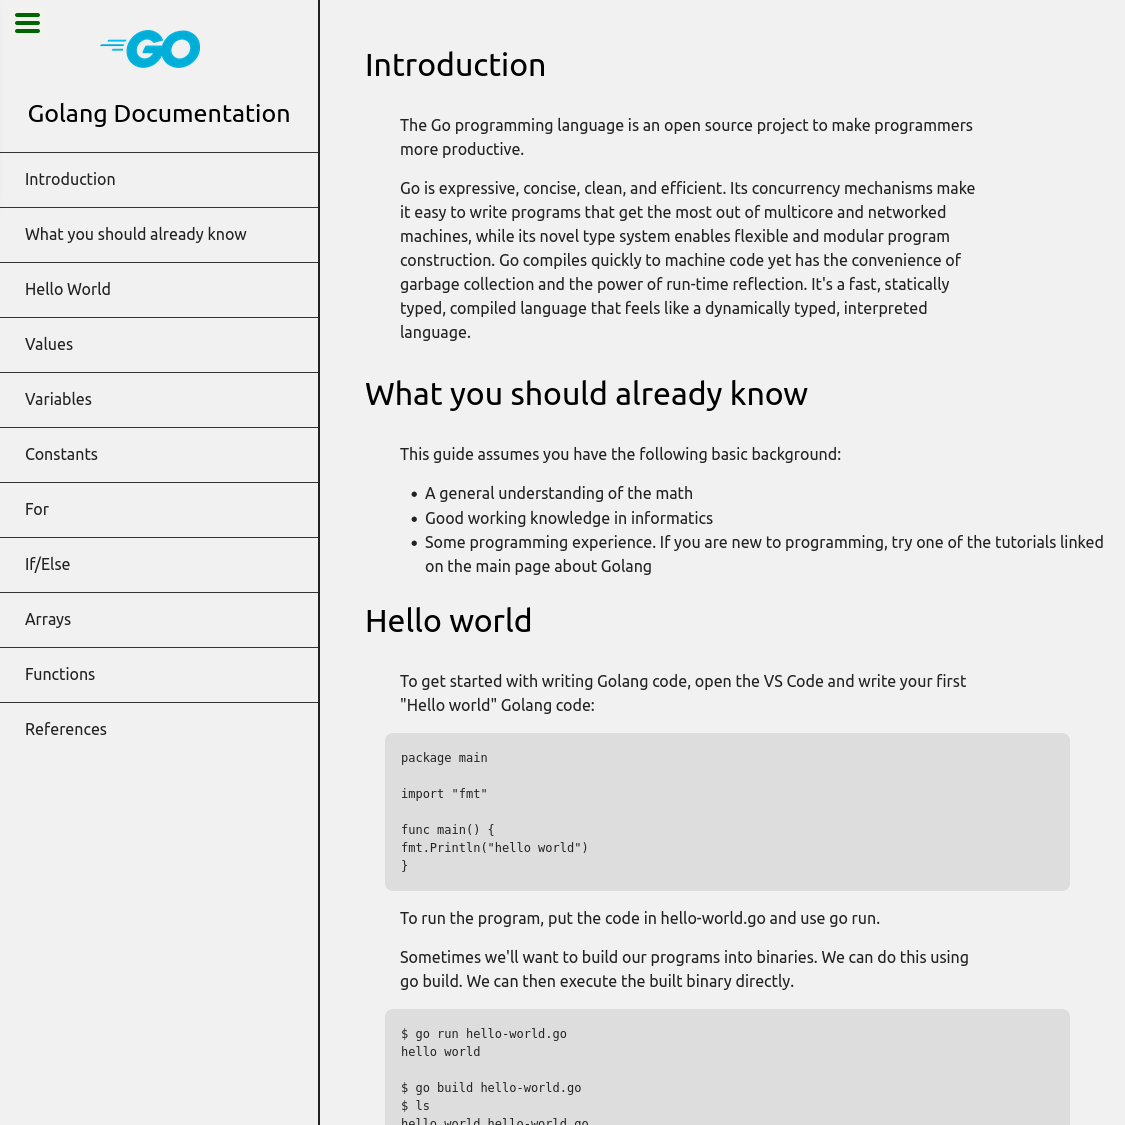 GO
Golang Documentation
Introduction
What you should already know
Hello World
Values
Variables
Constants
For
If/Else
Arrays
Functions
References
Introduction
The Go programming language is an open source project to make programmers
more productive.
Go is expressive, concise, clean, and efficient. Its concurrency mechanisms make
it easy to write programs that get the most out of multicore and networked
machines, while its novel type system enables flexible and modular program
construction. Go compiles quickly to machine code yet has the convenience of
garbage collection and the power of run-time reflection. It's a fast, statically
typed, compiled language that feels like a dynamically typed, interpreted
language.
What you should already know
This guide assumes you have the following basic background:
• A general understanding of the math
• Good working knowledge in informatics
• Some programming experience. If you are new to programming, try one of the tutorials linked
on the main page about Golang
Hello world
To get started with writing Golang code, open the VS Code and write your first
"Hello world" Golang code:
package main
import "fmt"
func main() {
fmt.Println("hello world")
}
To run the program, put the code in hello-world.go and use go run.
Sometimes we'll want to build our programs into binaries. We can do this using
go build. We can then execute the built binary directly.
$ go run hello-world.go
hello world
$ go build hello-world.go
$ ls
hello world hello-world.go